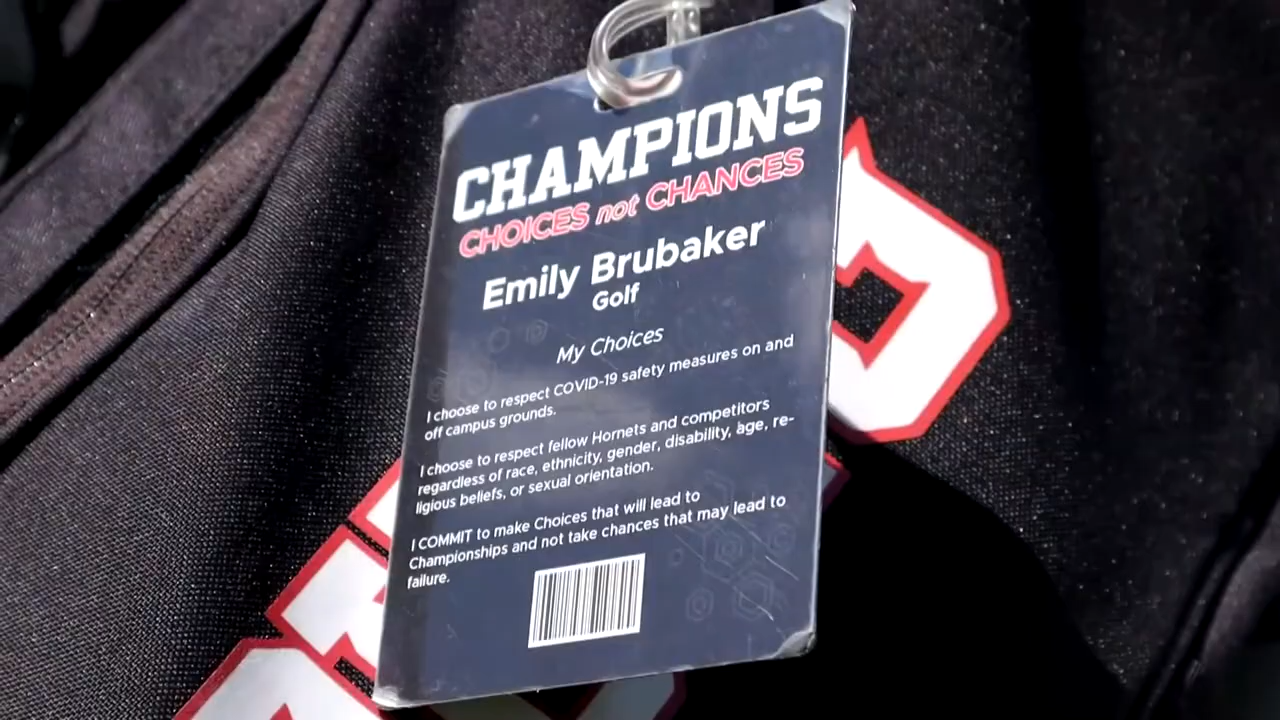 CHAMPIONS
CHOICES not CHANCES
Emily Brubaker
Golf
My Choices
I choose to respect COVID-19 safety measures on and
off campus grounds.
I choose to respect fellow Hornets and competitors
regardless of race, ethnicity, gender, disability, age, re-
ligious beliefs, or sexual orientation.
I COMMIT to make Choices that will lead to
Championships and not take chances that may lead to
failure.